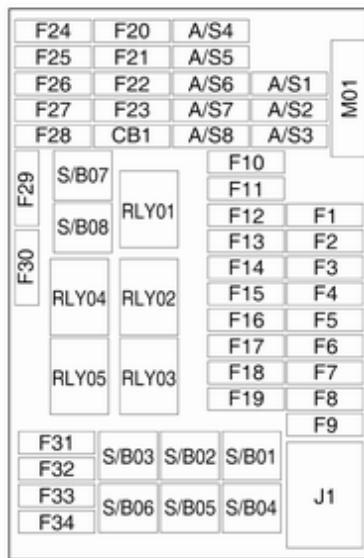 F24 F20 A/S4
F25 F21 A/S5
F26 F22 A/S6 A/S1
F27 F23 A/S7 A/S2
F28 CB1 A/S8 A/S3
M01
F29
F30
S/B07
S/B08
RLY01
RLY04 RLY02
RLY05 RLY03
F10
F11
F12 F1
F13 F2
F14 F3
F15 F4
F16 F5
F17 F6
F18 F7
F19 F8
F9
F31
F32
F33
F34
S/B03 S/B02 S/B01
S/B06 S/B05 S/B04
J1